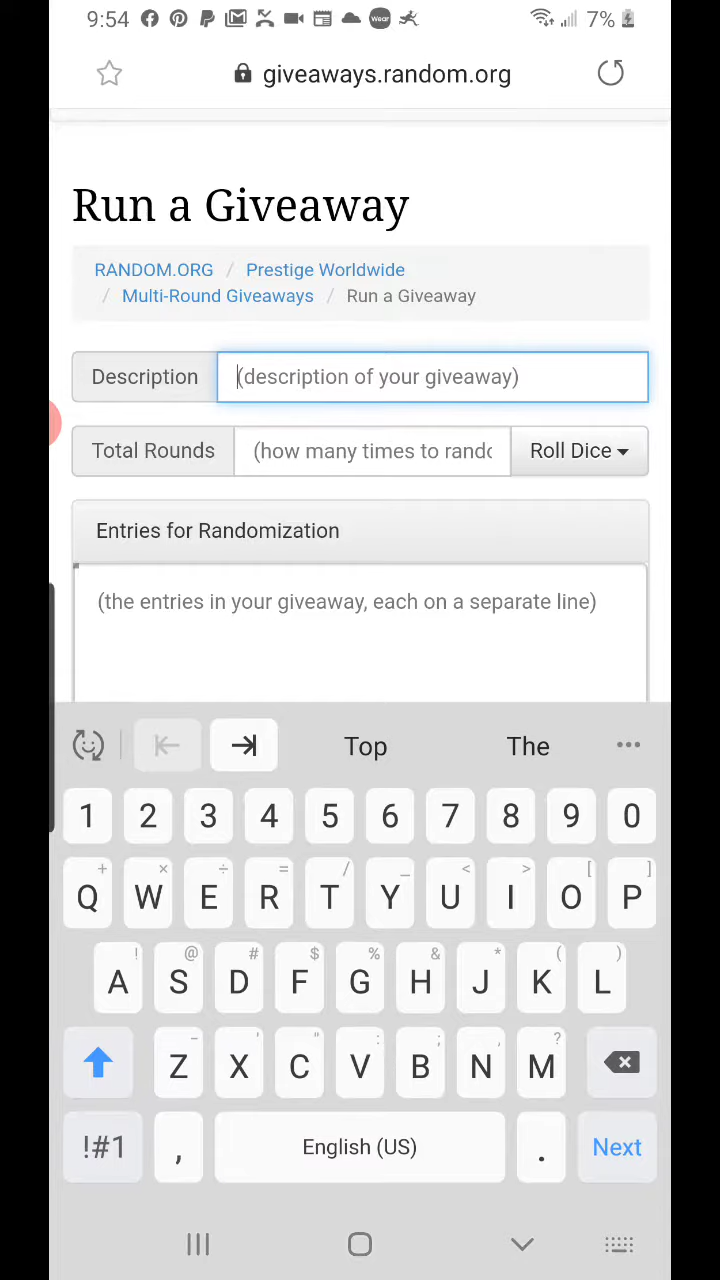 9:54 Wear 7%
giveaways.random.org
Run a Giveaway
RANDOM.ORG / Prestige Worldwide
/ Multi-Round Giveaways / Run a Giveaway
Description (description of your giveaway)
Total Rounds (how many times to rando Roll Dice
Entries for Randomization
(the entries in your giveaway, each on a separate line)
Top The •••
1 2 3 4 5 6 7 8 9 0
+ × ÷ = / _ < > [ ]
Q W E R T Y U I O P
! @ # $ % & * ( )
A S D F G H J K L
- ' " : ; , ?
Z X C V B N M
!#1 , English (US) . Next